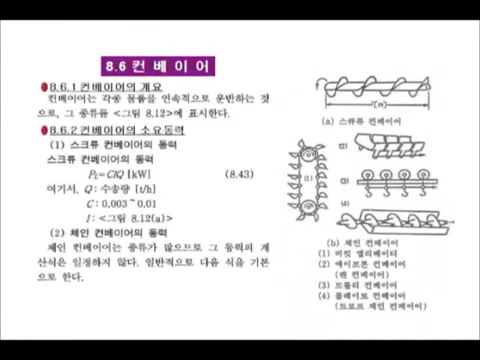 8.6 컨 베 이 어
8.6.1 컨베이어의 개요
컨베이어는 각종 물품을 연속적으로 운반하는 것
으로, 그 종류를 <그림 8.12>에 표시한다.
8.6.2 컨베이어의 소요동력
(1) 스크류 컨베이어의 동력
스크류 컨베이어의 동력
P₁=ClQ [kW] (8.43)
여기서, Q : 수송량 [t/h]
C : 0.003 ~ 0.01
l : <그림 8.12(a)>
(2) 체인 컨베이어의 동력
체인 컨베이어는 종류가 많으므로 그 동력의 계
산식은 일정하지 않다. 일반적으로 다음 식을 기본
으로 한다.
l(m)
(a) 스큐류 컨베이어
(1)
(2)
(3)
(4)
(b) 체인 컨베이어
(1) 버킷 엘리베이터
(2) 에이프론 컨베이어
(팬 컨베이어)
(3) 트롤리 컨베이어
(4) 플레이트 컨베이어
(트로프 체인 컨베이어)